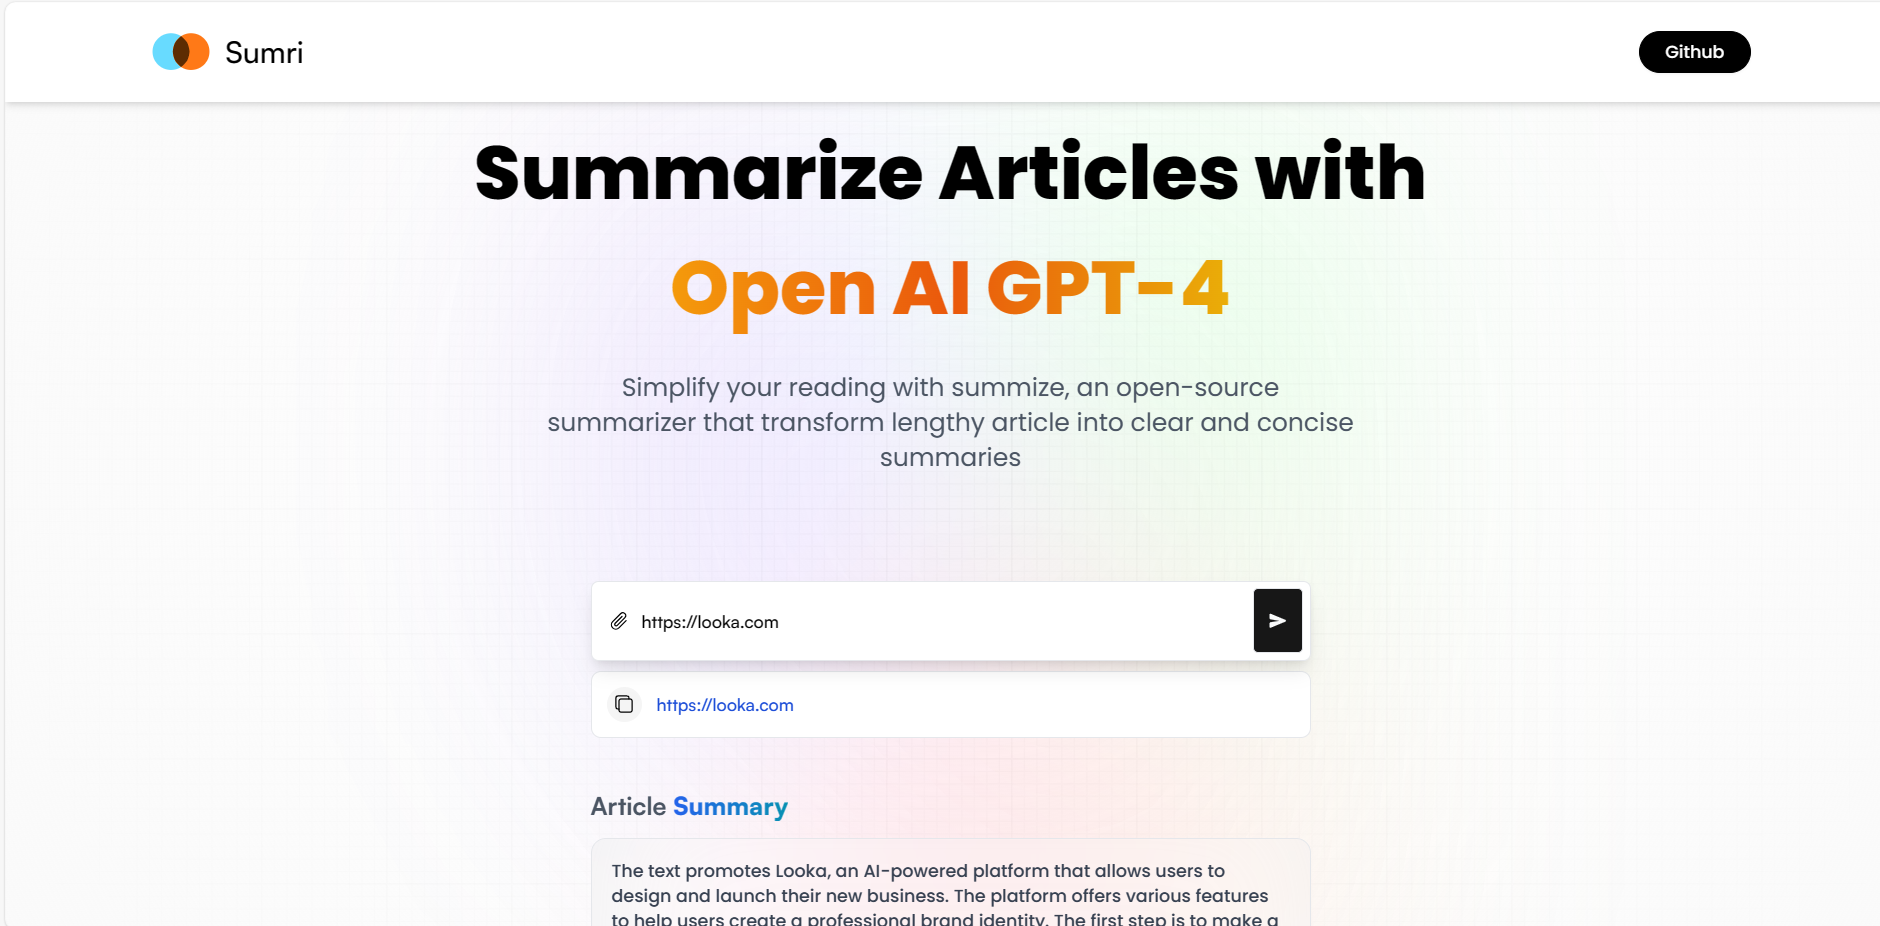 Sumri
Github
Summarize Articles with
Open AI GPT-4
Simplify your reading with summize, an open-source
summarizer that transform lengthy article into clear and concise
summaries
https://looka.com
https://looka.com
Article Summary
The text promotes Looka, an AI-powered platform that allows users to
design and launch their new business. The platform offers various features
to help users create a professional brand identity. The first step is to make a